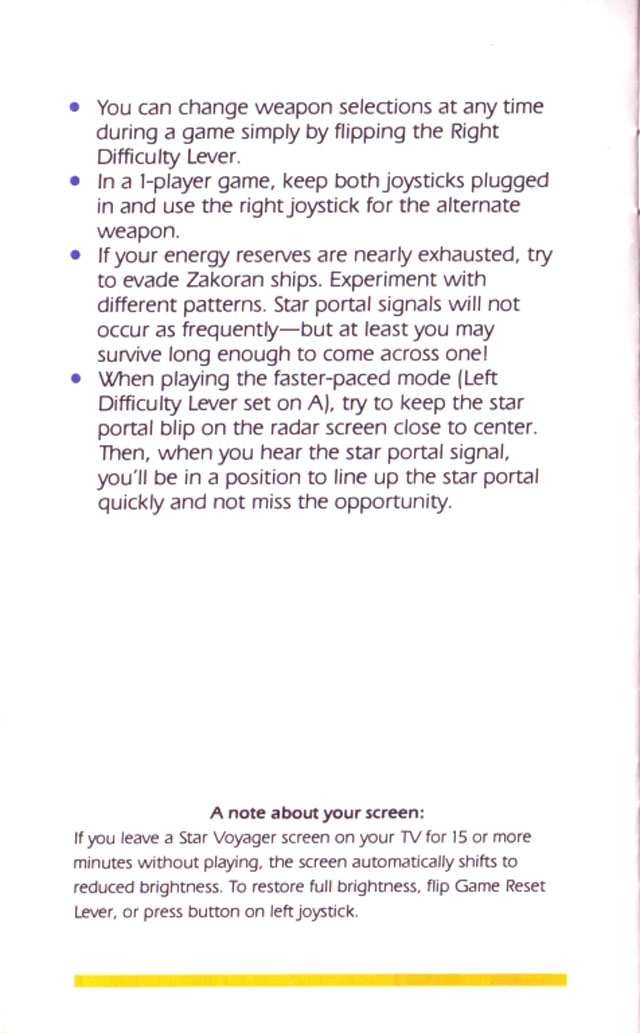 • You can change weapon selections at any time
during a game simply by flipping the Right
Difficulty Lever.
• In a 1-player game, keep both joysticks plugged
in and use the right joystick for the alternate
weapon.
• If your energy reserves are nearly exhausted, try
to evade Zakoran ships. Experiment with
different patterns. Star portal signals will not
occur as frequently—but at least you may
survive long enough to come across one!
• When playing the faster-paced mode (Left
Difficulty Lever set on A), try to keep the star
portal blip on the radar screen close to center.
Then, when you hear the star portal signal,
you'll be in a position to line up the star portal
quickly and not miss the opportunity.
A note about your screen:
If you leave a Star Voyager screen on your TV for 15 or more
minutes without playing, the screen automatically shifts to
reduced brightness. To restore full brightness, flip Game Reset
Lever, or press button on left joystick.